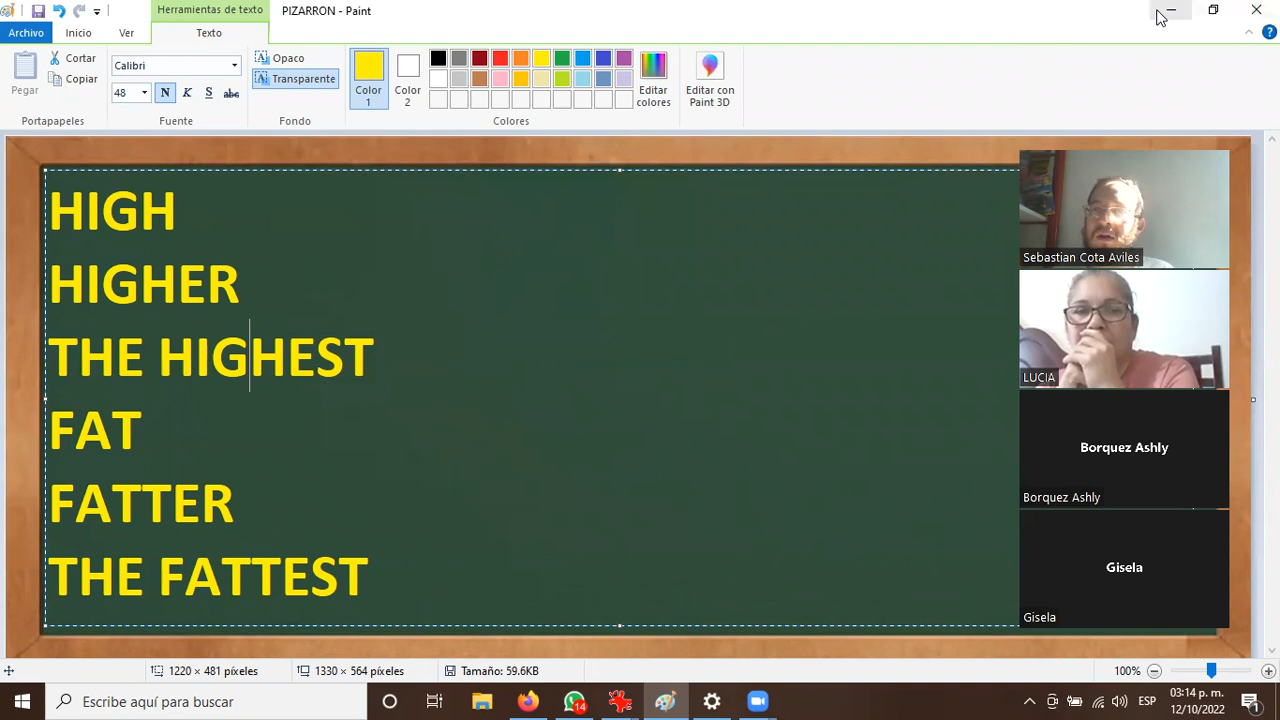 Herramientas de texto
PIZARRON - Paint
Archivo
Inicio
Ver
Texto
Pegar
Cortar
Copiar
Portapapeles
Calibri
48
N K S abc
Fuente
Opaco
Transparente
Fondo
Color 1
Color 2
Editar colores
Colores
Editar con Paint 3D
HIGH
HIGHER
THE HIGHEST
FAT
FATTER
THE FATTEST
Sebastian Cota Aviles
LUCIA
Borquez Ashly
Borquez Ashly
Gisela
Gisela
1220 × 481 píxeles
1330 × 564 píxeles
Tamaño: 59.6KB
100%
Escribe aquí para buscar
14
ESP
03:14 p. m.
12/10/2022
1